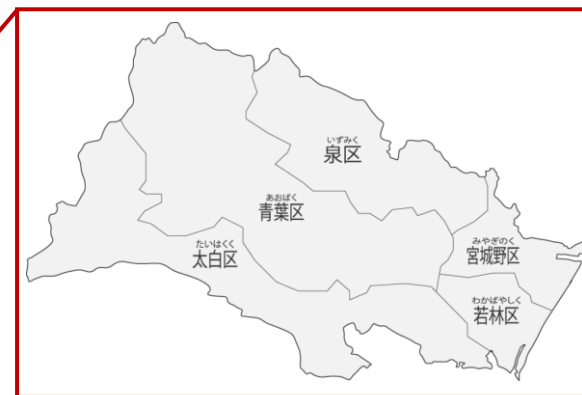 いずみく
泉区
あおばく
青葉区
みやぎのく
宮城野区
たいはくく
太白区
わかばやしく
若林区